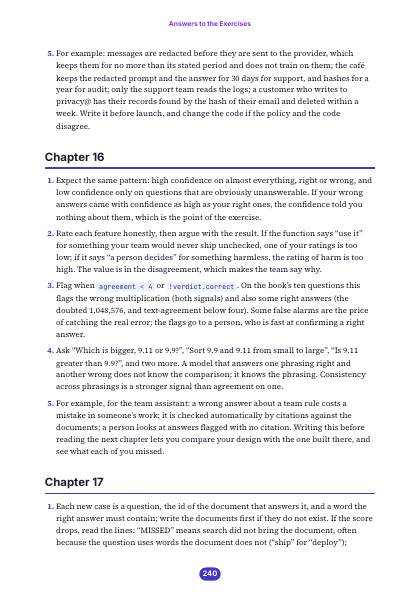 Answers to the Exercises
5. For example: messages are redacted before they are sent to the provider, which
keeps them for no more than its stated period and does not train on them; the café
keeps the redacted prompt and the answer for 30 days for support, and hashes for a
year for audit; only the support team reads the logs; a customer who writes to
privacy@ has their records found by the hash of their email and deleted within a
week. Write it before launch, and change the code if the policy and the code
disagree.
Chapter 16
1. Expect the same pattern: high confidence on almost everything, right or wrong, and
low confidence only on questions that are obviously unanswerable. If your wrong
answers came with confidence as high as your right ones, the confidence told you
nothing about them, which is the point of the exercise.
2. Rate each feature honestly, then argue with the result. If the function says “use it”
for something your team would never ship unchecked, one of your ratings is too
low; if it says “a person decides” for something harmless, the rating of harm is too
high. The value is in the disagreement, which makes the team say why.
3. Flag when agreement < 4 or !verdict.correct. On the book's ten questions this
flags the wrong multiplication (both signals) and also some right answers (the
doubted 1,048,576, and text-agreement below four). Some false alarms are the price
of catching the real error; the flags go to a person, who is fast at confirming a right
answer.
4. Ask “Which is bigger, 9.11 or 9.9?”, “Sort 9.9 and 9.11 from small to large”, “Is 9.11
greater than 9.9?”, and two more. A model that answers one phrasing right and
another wrong does not know the comparison; it knows the phrasing. Consistency
across phrasings is a stronger signal than agreement on one.
5. For example, for the team assistant: a wrong answer about a team rule costs a
mistake in someone's work; it is checked automatically by citations against the
documents; a person looks at answers flagged with no citation. Writing this before
reading the next chapter lets you compare your design with the one built there, and
see what each of you missed.
Chapter 17
1. Each new case is a question, the id of the document that answers it, and a word the
right answer must contain; write the documents first if they do not exist. If the score
drops, read the lines: “MISSED” means search did not bring the document, often
because the question uses words the document does not (“ship” for “deploy”);
240